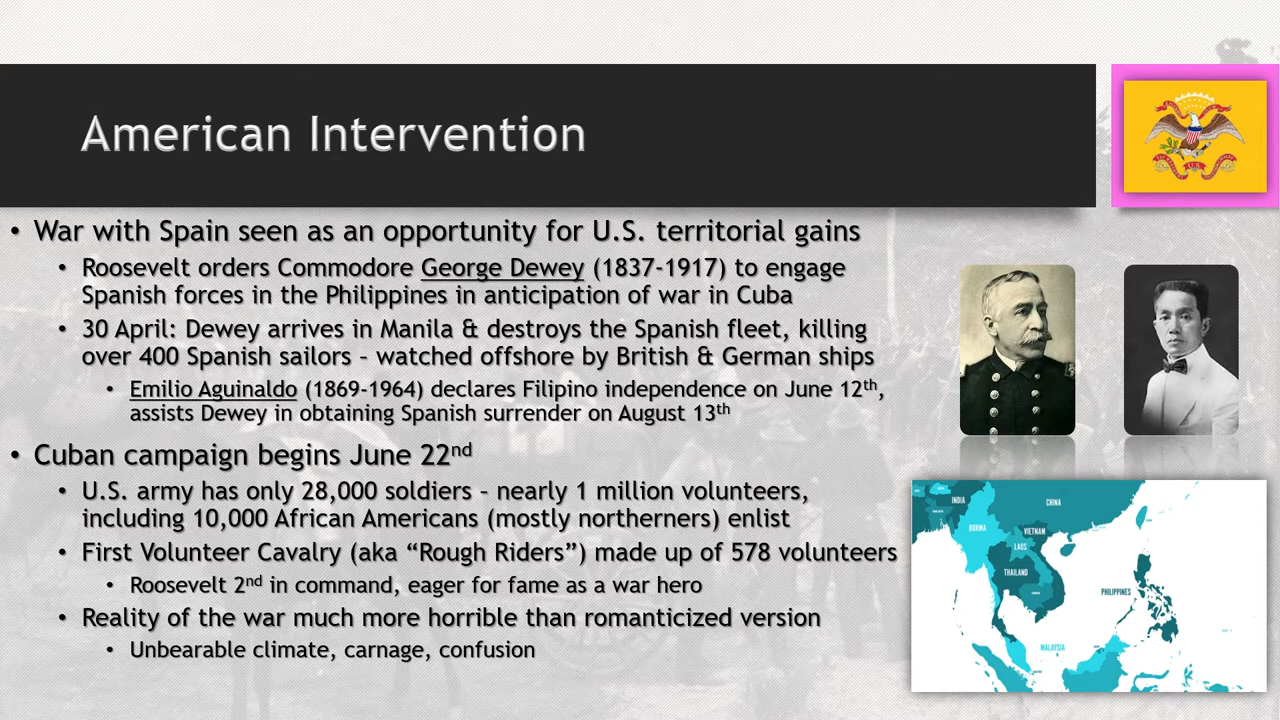 American Intervention
• War with Spain seen as an opportunity for U.S. territorial gains
• Roosevelt orders Commodore George Dewey (1837-1917) to engage
Spanish forces in the Philippines in anticipation of war in Cuba
• 30 April: Dewey arrives in Manila & destroys the Spanish fleet, killing
over 400 Spanish sailors – watched offshore by British & German ships
• Emilio Aguinaldo (1869-1964) declares Filipino independence on June 12th,
assists Dewey in obtaining Spanish surrender on August 13th
• Cuban campaign begins June 22nd
• U.S. army has only 28,000 soldiers – nearly 1 million volunteers,
including 10,000 African Americans (mostly northerners) enlist
• First Volunteer Cavalry (aka “Rough Riders”) made up of 578 volunteers
• Roosevelt 2nd in command, eager for fame as a war hero
• Reality of the war much more horrible than romanticized version
• Unbearable climate, carnage, confusion
INDIA
CHINA
BURMA
VIETNAM
LAOS
THAILAND
PHILIPPINES
MALAYSIA